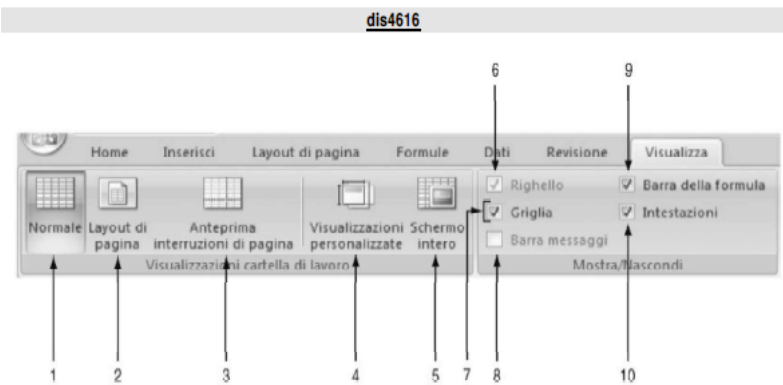 dis4616
6 9
Home Inserisci Layout di pagina Formule Dati Revisione Visualizza
Normale
Layout di
pagina
Anteprima
interruzioni di pagina
Visualizzazioni
personalizzate
Schermo
intero
Righello
Griglia
Barra messaggi
Barra della formula
Intestazioni
Visualizzazioni cartella di lavoro
Mostra/Nascondi
1 2 3 4 5 7 8 10